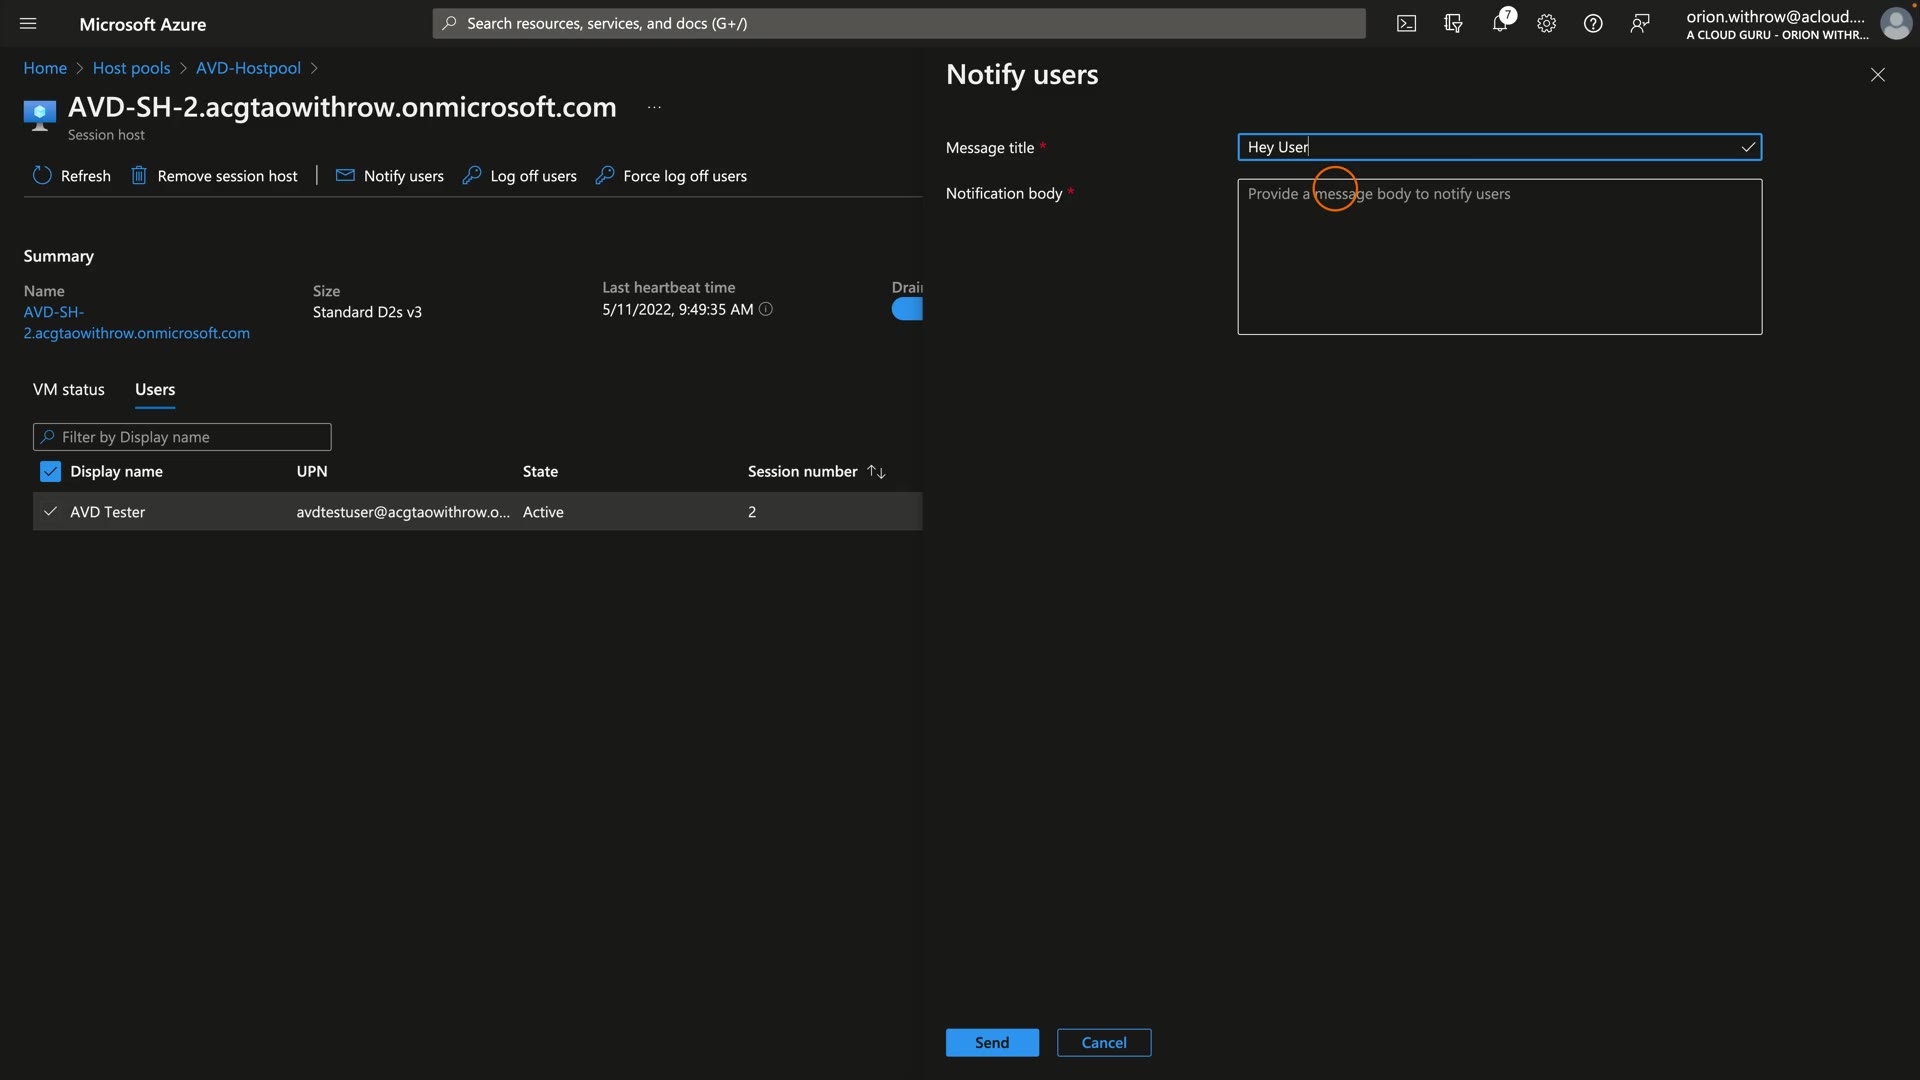 Microsoft Azure
Search resources, services, and docs (G+/)
7
orion.withrow@acloud....
A CLOUD GURU - ORION WITHR...
Home > Host pools > AVD-Hostpool >
AVD-SH-2.acgtaowithrow.onmicrosoft.com ...
Session host
Refresh Remove session host | Notify users Log off users Force log off users
Summary
Name
AVD-SH-
2.acgtaowithrow.onmicrosoft.com
Size
Standard D2s v3
Last heartbeat time
5/11/2022, 9:49:35 AM
Drai
VM status Users
Filter by Display name
Display name UPN State Session number
AVD Tester avdtestuser@acgtaowithrow.o... Active 2
Notify users
Message title *
Hey User
Notification body *
Provide a message body to notify users
Send Cancel